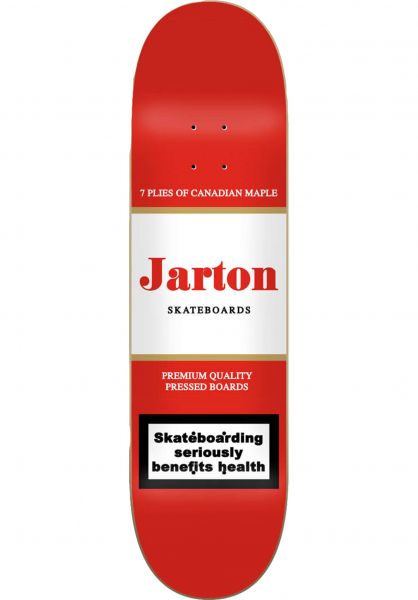 7 PLIES OF CANADIAN MAPLE
Jarton
SKATEBOARDS
PREMIUM QUALITY
PRESSED BOARDS
Skateboarding
seriously
benefits health